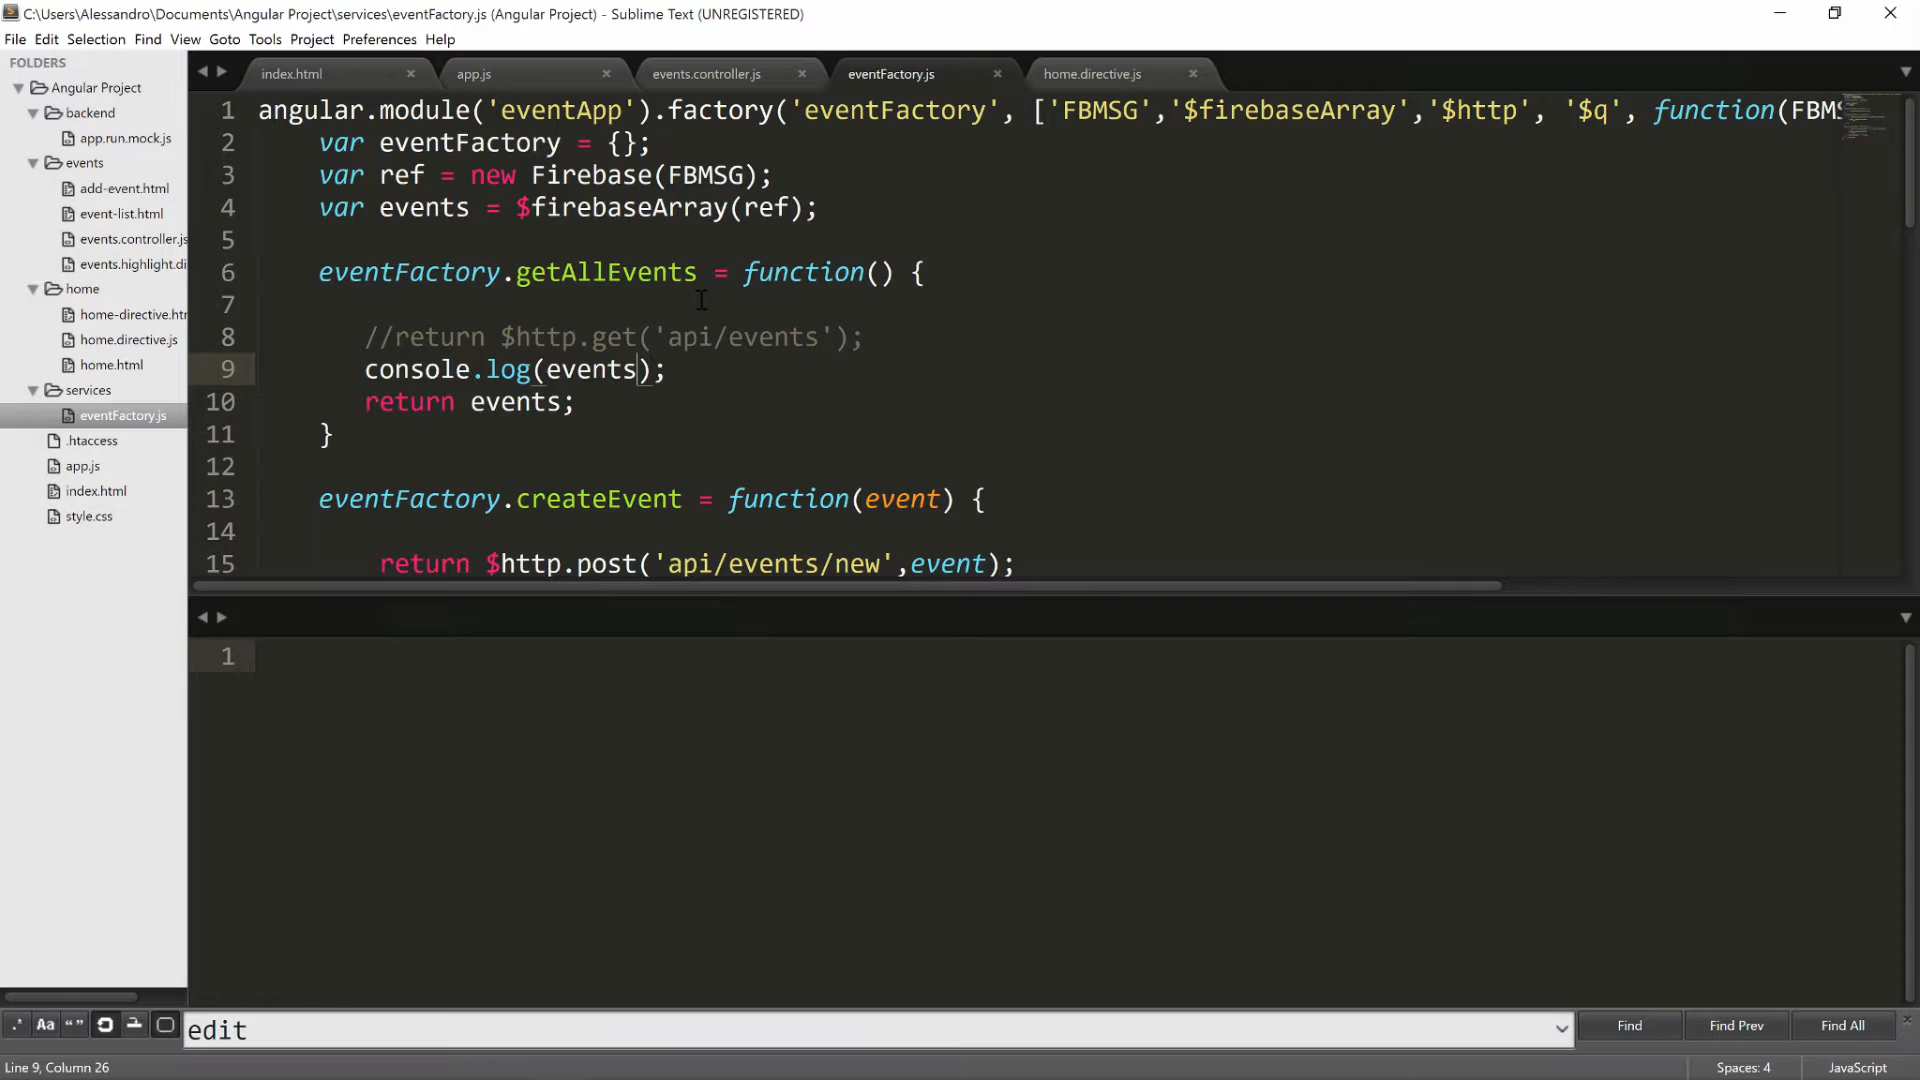 C:\Users\Alessandro\Documents\Angular Project\services\eventFactory.js (Angular Project) - Sublime Text (UNREGISTERED)
File Edit Selection Find View Goto Tools Project Preferences Help
FOLDERS
Angular Project
backend
app.run.mock.js
events
add-event.html
event-list.html
events.controller.js
events.highlight.di
home
home-directive.htm
home.directive.js
home.html
services
eventFactory.js
.htaccess
app.js
index.html
style.css
index.html app.js events.controller.js eventFactory.js home.directive.js
1 angular.module('eventApp').factory('eventFactory', ['FBMSG','$firebaseArray','$http', '$q', function(FBMS
2 var eventFactory = {};
3 var ref = new Firebase(FBMSG);
4 var events = $firebaseArray(ref);
5
6 eventFactory.getAllEvents = function() {
7
8 //return $http.get('api/events');
9 console.log(events);
10 return events;
11 }
12
13 eventFactory.createEvent = function(event) {
14
15 return $http.post('api/events/new',event);
1
.* Aa “” edit Find Find Prev Find All
Line 9, Column 26 Spaces: 4 JavaScript